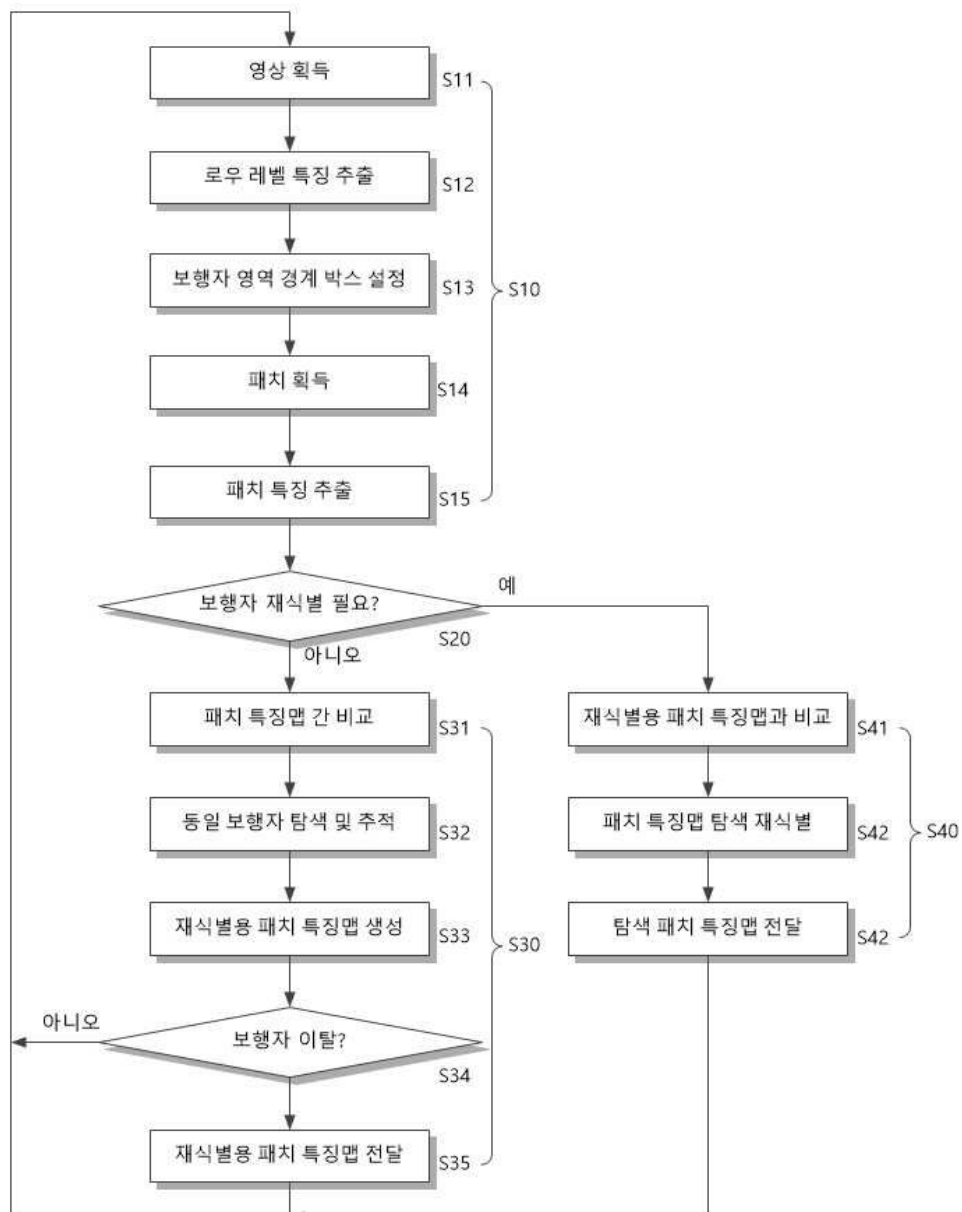 영상 획득
S11
로우 레벨 특징 추출
S12
보행자 영역 경계 박스 설정
S13
S10
패치 획득
S14
패치 특징 추출
S15
보행자 재식별 필요?
예
S20
아니오
패치 특징맵 간 비교
S31
재식별용 패치 특징맵과 비교
S41
동일 보행자 탐색 및 추적
S32
패치 특징맵 탐색 재식별
S42
S40
재식별용 패치 특징맵 생성
S33
S30
탐색 패치 특징맵 전달
S42
아니오
보행자 이탈?
S34
재식별용 패치 특징맵 전달
S35